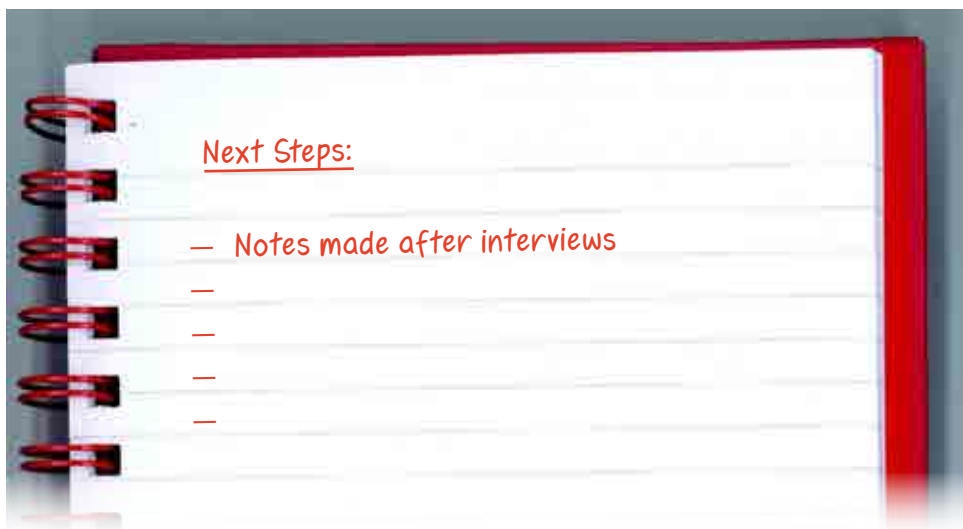 Next Steps:
— Notes made after interviews
—
—
—
—